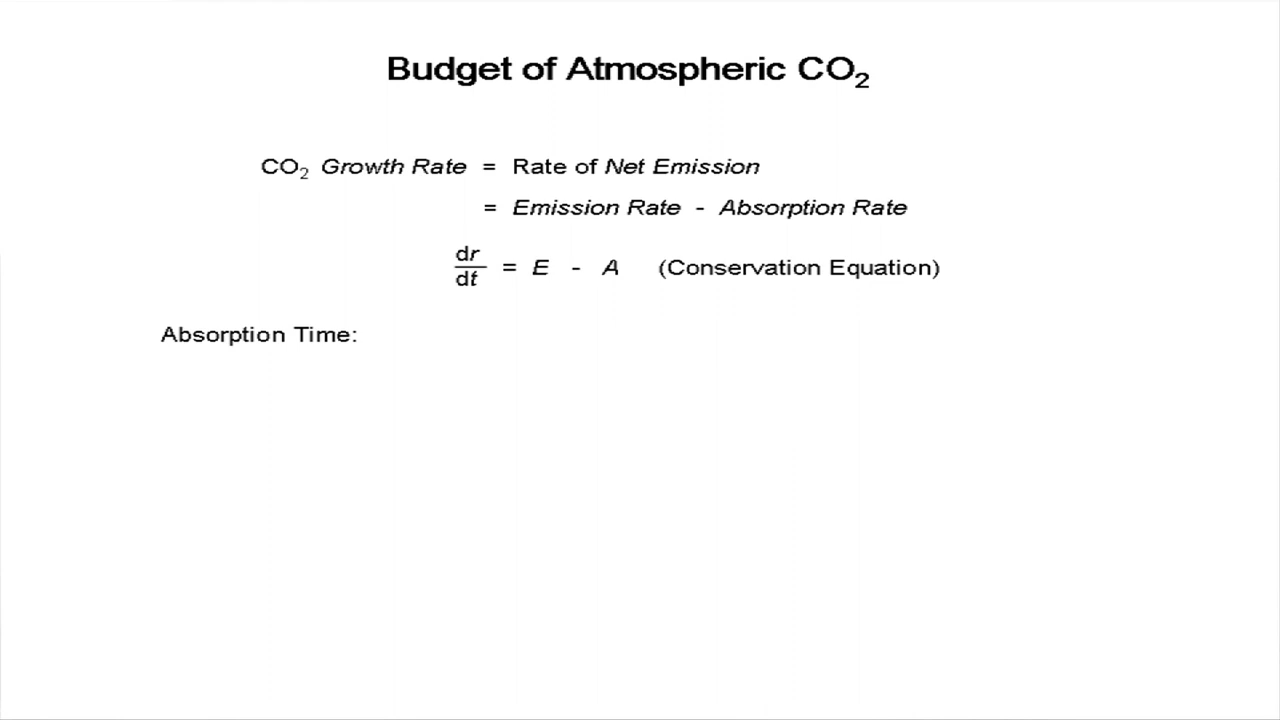 Budget of Atmospheric CO₂
CO₂ Growth Rate = Rate of Net Emission
= Emission Rate - Absorption Rate
dr/dt = E - A (Conservation Equation)
Absorption Time: